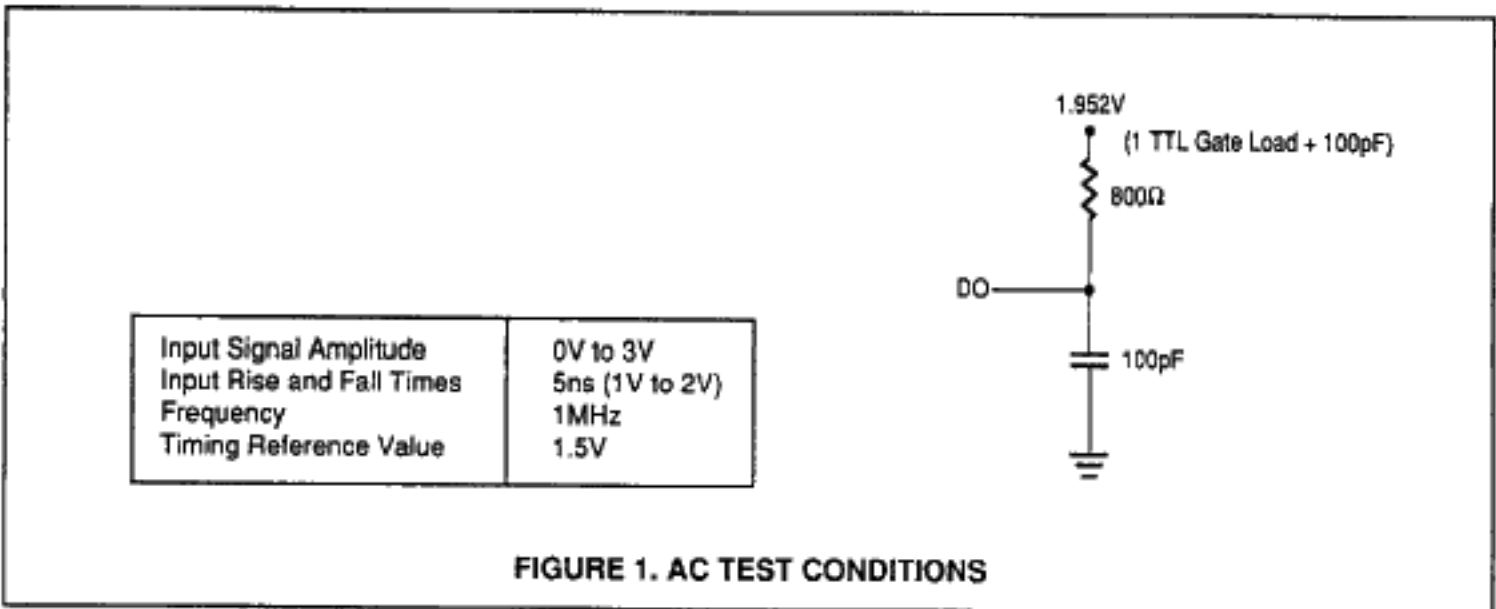 1.952V
(1 TTL Gate Load + 100pF)
800Ω
DO
100pF
Input Signal Amplitude 0V to 3V
Input Rise and Fall Times 5ns (1V to 2V)
Frequency 1MHz
Timing Reference Value 1.5V
FIGURE 1. AC TEST CONDITIONS